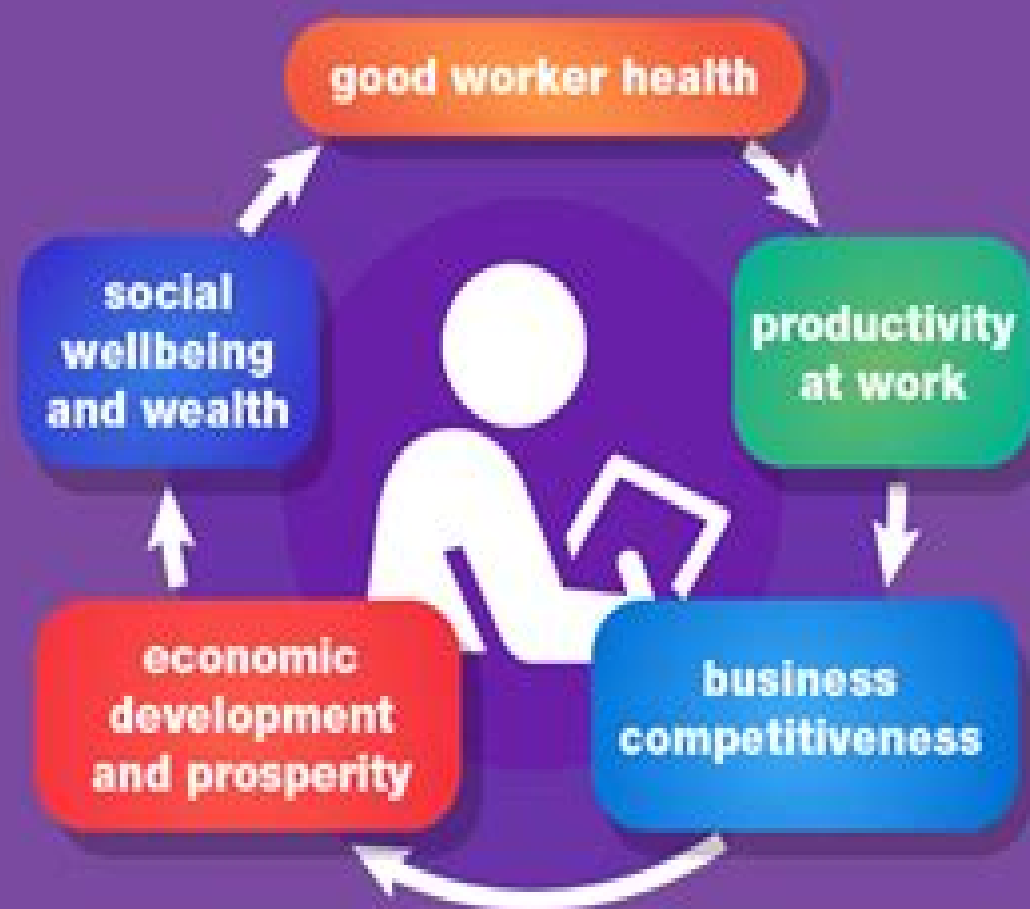 good worker health
productivity
at work
business
competitiveness
economic
development
and prosperity
social
wellbeing
and wealth